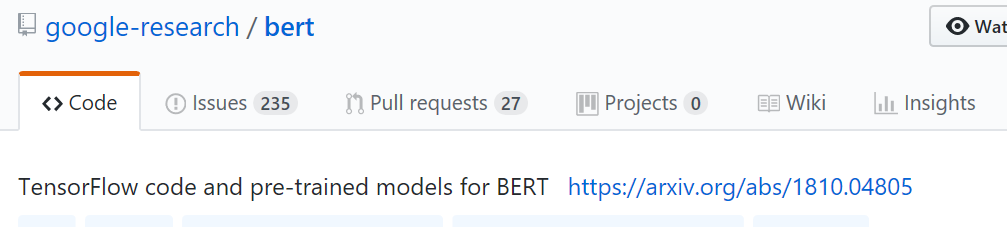 google-research / bert
Wat
Code Issues 235 Pull requests 27 Projects 0 Wiki Insights
TensorFlow code and pre-trained models for BERT https://arxiv.org/abs/1810.04805